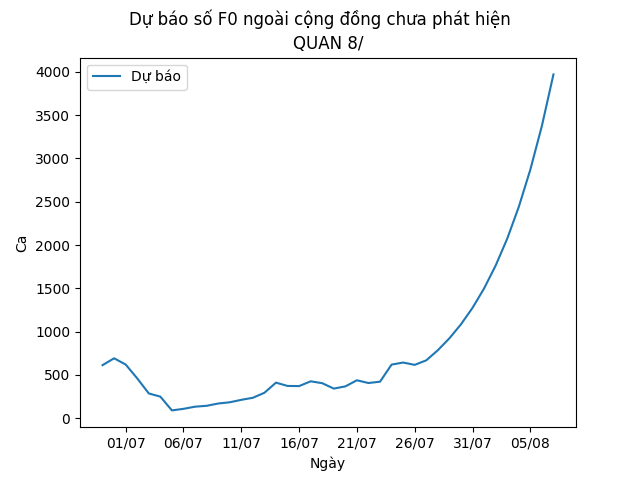 Dự báo số F0 ngoài cộng đồng chưa phát hiện
QUAN 8/
Dự báo
Ca
4000
3500
3000
2500
2000
1500
1000
500
0
01/07 06/07 11/07 16/07 21/07 26/07 31/07 05/08
Ngày